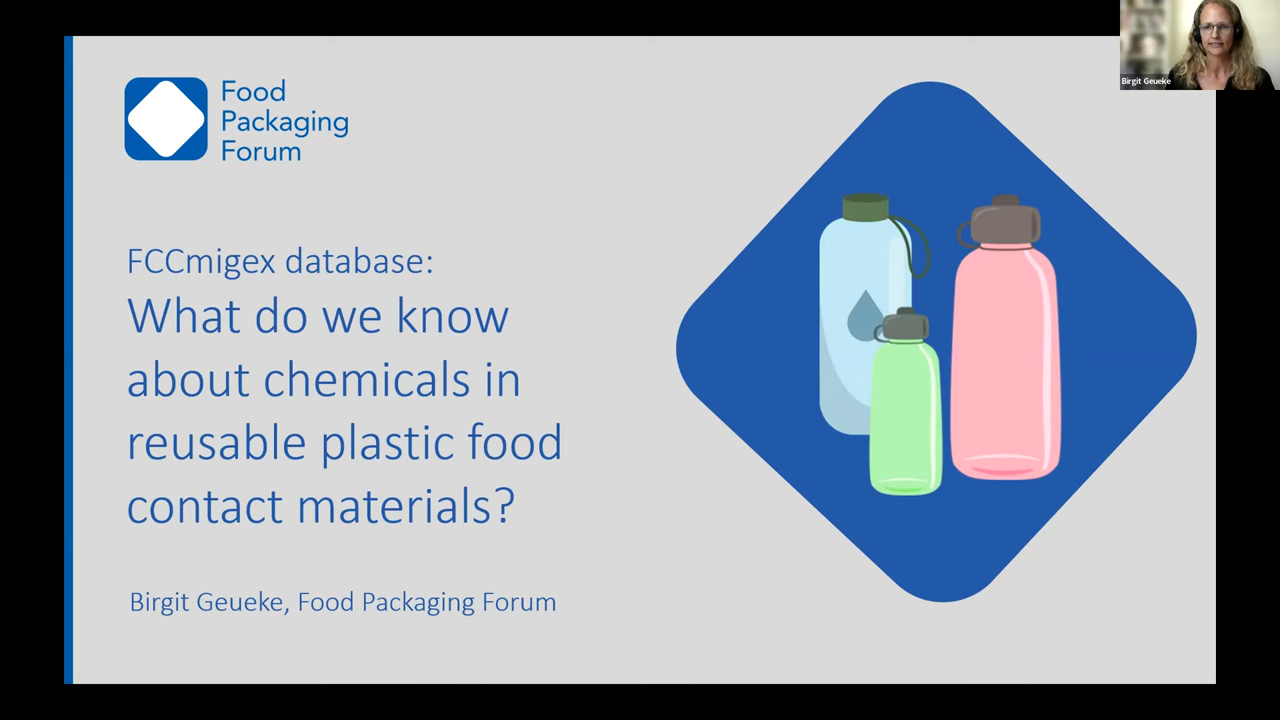 Food
Packaging
Forum
FCCmigex database:
What do we know
about chemicals in
reusable plastic food
contact materials?
Birgit Geueke, Food Packaging Forum
Birgit Geueke